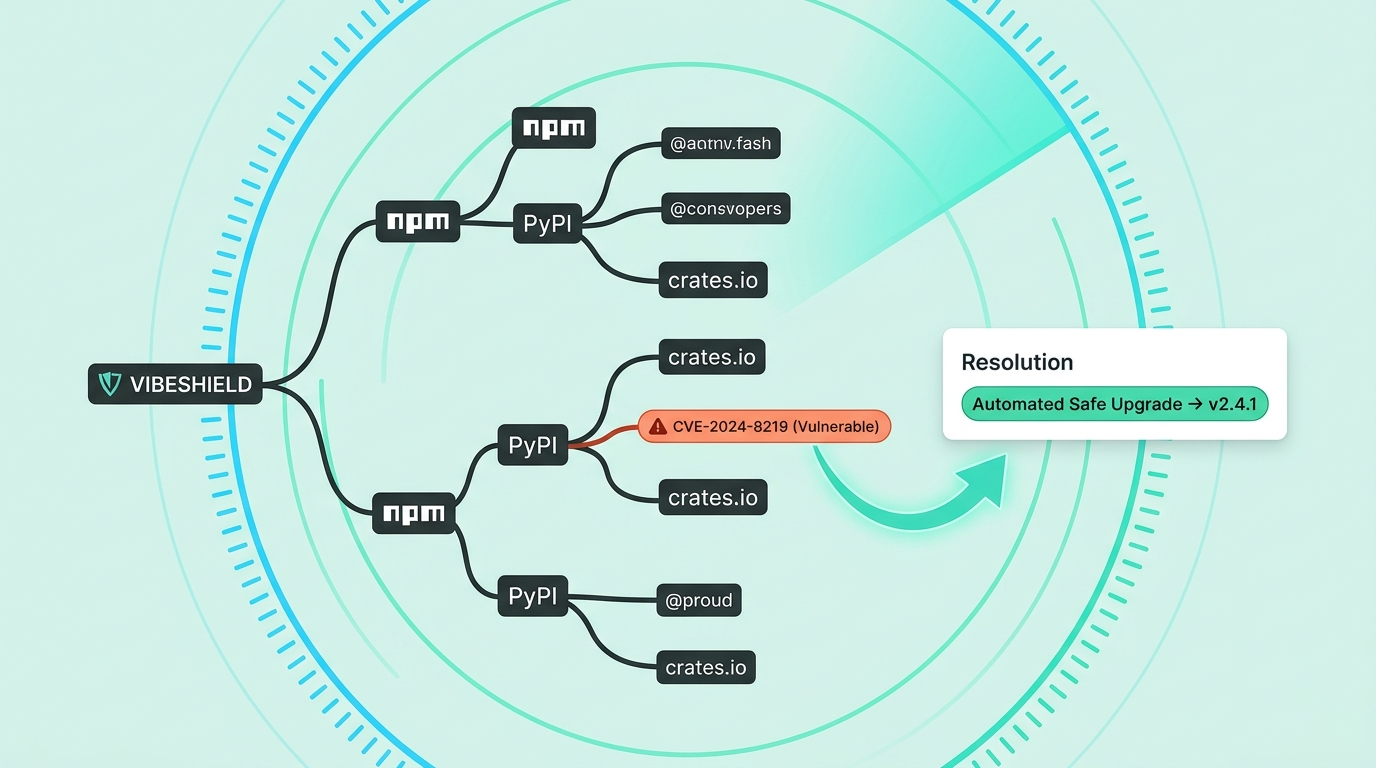 npm
@aomv.fash
npm
PyPI
@consvopers
crates.io
VIBESHIELD
crates.io
Resolution
Automated Safe Upgrade → v2.4.1
CVE-2024-8219 (Vulnerable)
PyPI
crates.io
npm
PyPI
@proud
crates.io